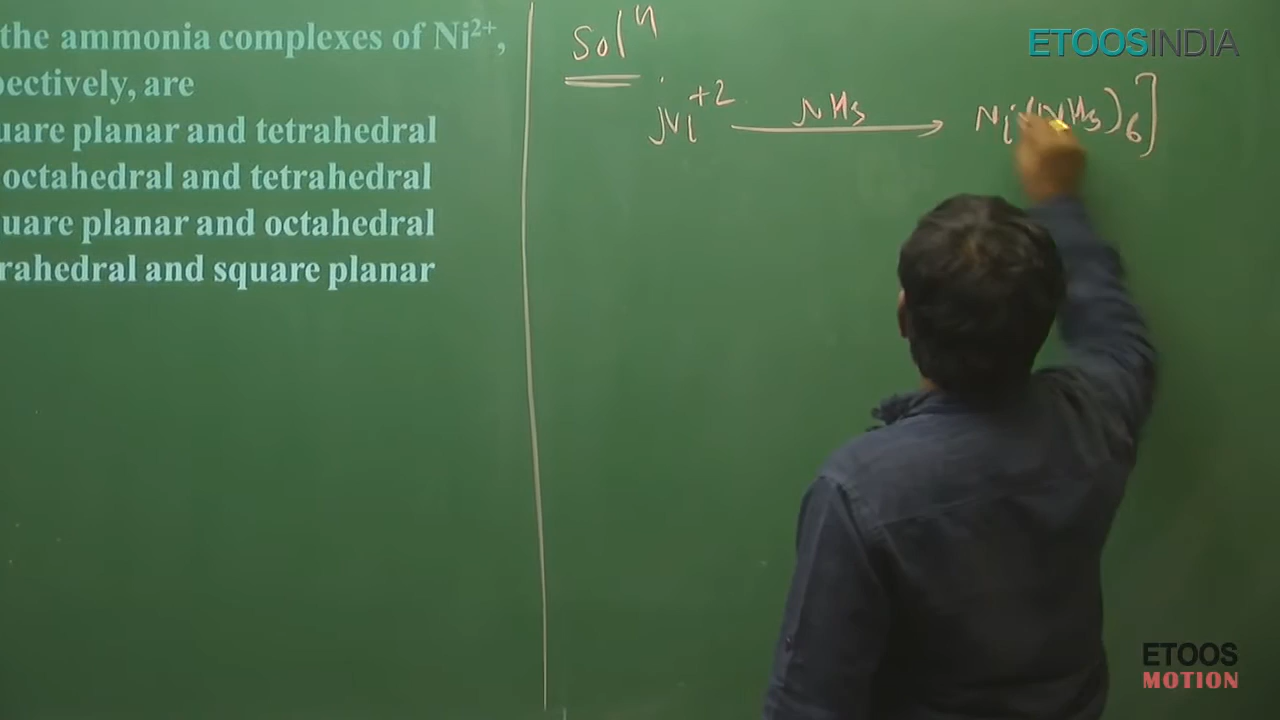 the ammonia complexes of Ni²⁺,
pectively, are
uare planar and tetrahedral
octahedral and tetrahedral
uare planar and octahedral
rahedral and square planar
Solⁿ
Ni⁺² NH₃ Ni(NH₃)₆]
ETOOSINDIA
ETOOS
MOTION